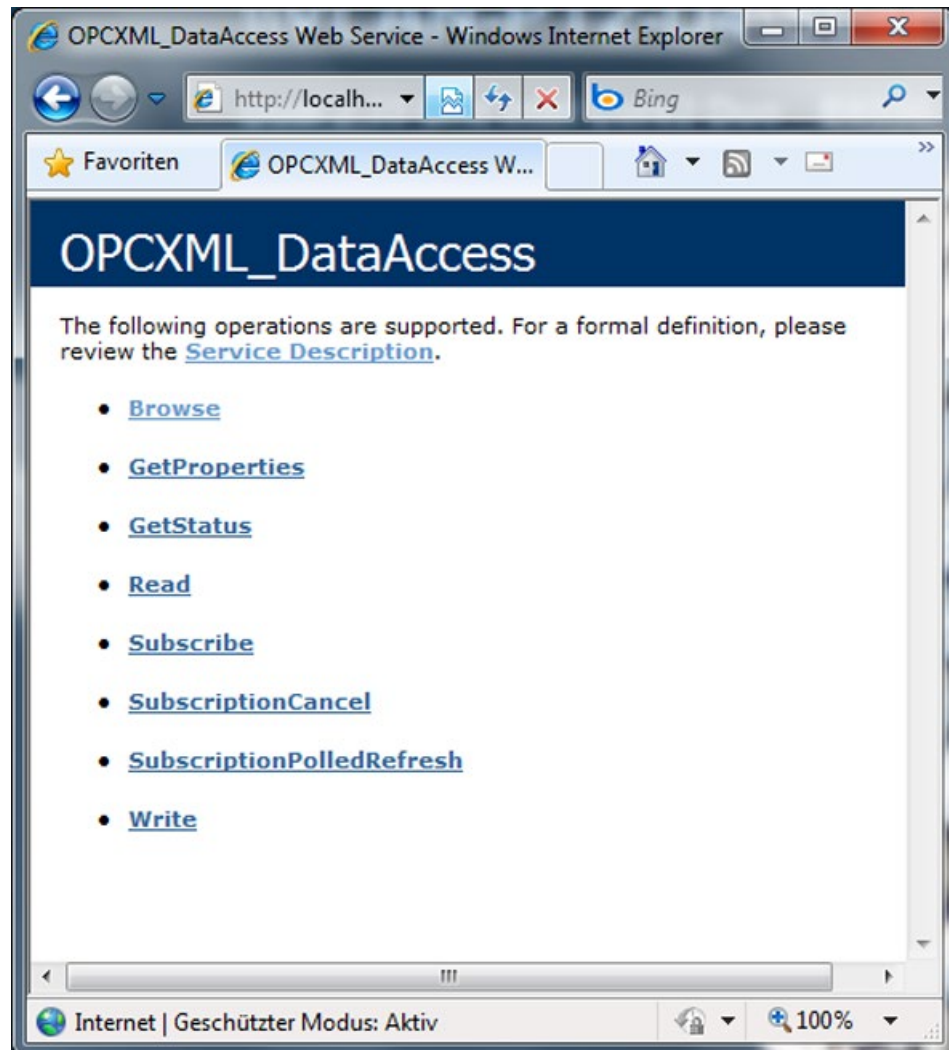 OPCXML_DataAccess Web Service - Windows Internet Explorer
http://localh...
Bing
Favoriten
OPCXML_DataAccess W...
OPCXML_DataAccess
The following operations are supported. For a formal definition, please
review the Service Description.
Browse
GetProperties
GetStatus
Read
Subscribe
SubscriptionCancel
SubscriptionPolledRefresh
Write
Internet | Geschützter Modus: Aktiv
100%